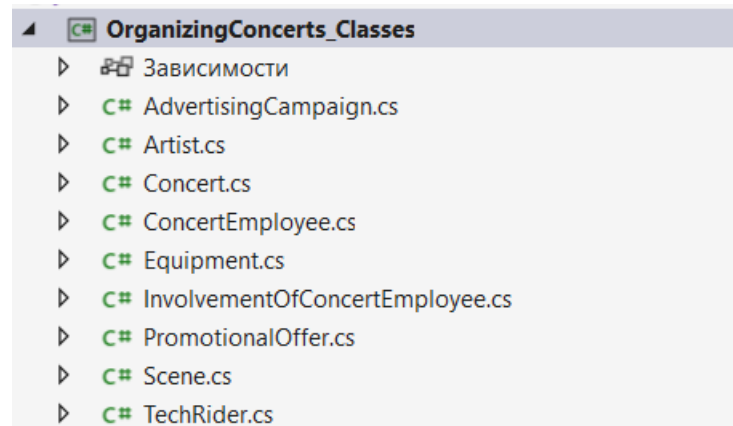 C# OrganizingConcerts_Classes
Зависимости
C# AdvertisingCampaign.cs
C# Artist.cs
C# Concert.cs
C# ConcertEmployee.cs
C# Equipment.cs
C# InvolvementOfConcertEmployee.cs
C# PromotionalOffer.cs
C# Scene.cs
C# TechRider.cs